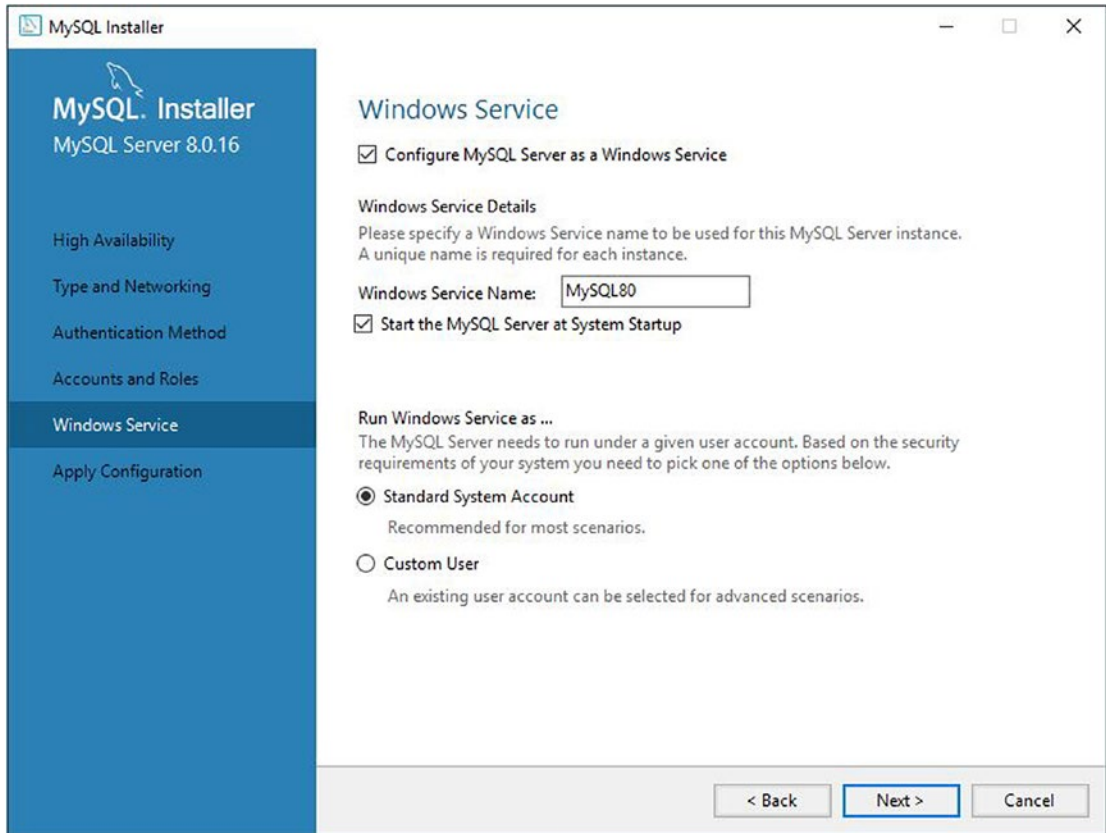 MySQL Installer
MySQL. Installer
MySQL Server 8.0.16
High Availability
Type and Networking
Authentication Method
Accounts and Roles
Windows Service
Apply Configuration
Windows Service
Configure MySQL Server as a Windows Service
Windows Service Details
Please specify a Windows Service name to be used for this MySQL Server instance.
A unique name is required for each instance.
Windows Service Name: MySQL80
Start the MySQL Server at System Startup
Run Windows Service as ...
The MySQL Server needs to run under a given user account. Based on the security
requirements of your system you need to pick one of the options below.
Standard System Account
Recommended for most scenarios.
Custom User
An existing user account can be selected for advanced scenarios.
< Back Next > Cancel